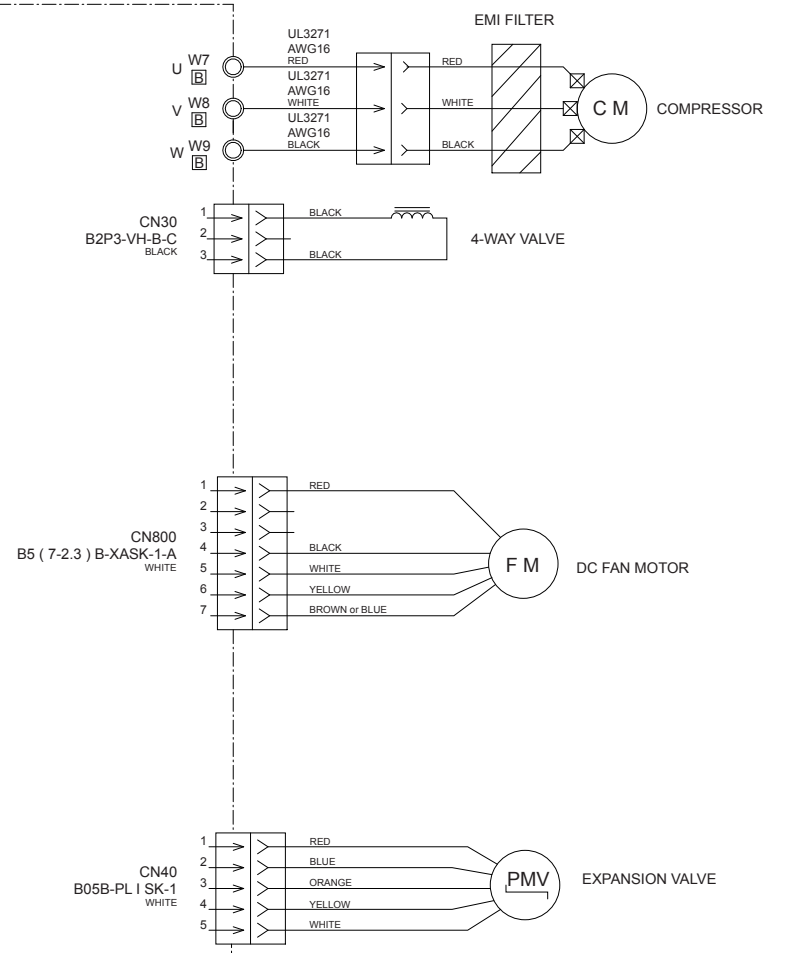 EMI FILTER
UL3271
AWG16
U W7 RED RED
B
UL3271
AWG16
V W8 WHITE WHITE C M COMPRESSOR
B
UL3271
AWG16
W W9 BLACK BLACK
B
CN30
B2P3-VH-B-C
BLACK
1 BLACK
2
3 BLACK
4-WAY VALVE
CN800
B5 ( 7-2.3 ) B-XASK-1-A
WHITE
1 RED
2
3
4 BLACK
5 WHITE
6 YELLOW
7 BROWN or BLUE
F M DC FAN MOTOR
CN40
B05B-PL I SK-1
WHITE
1 RED
2 BLUE
3 ORANGE
4 YELLOW
5 WHITE
PMV EXPANSION VALVE